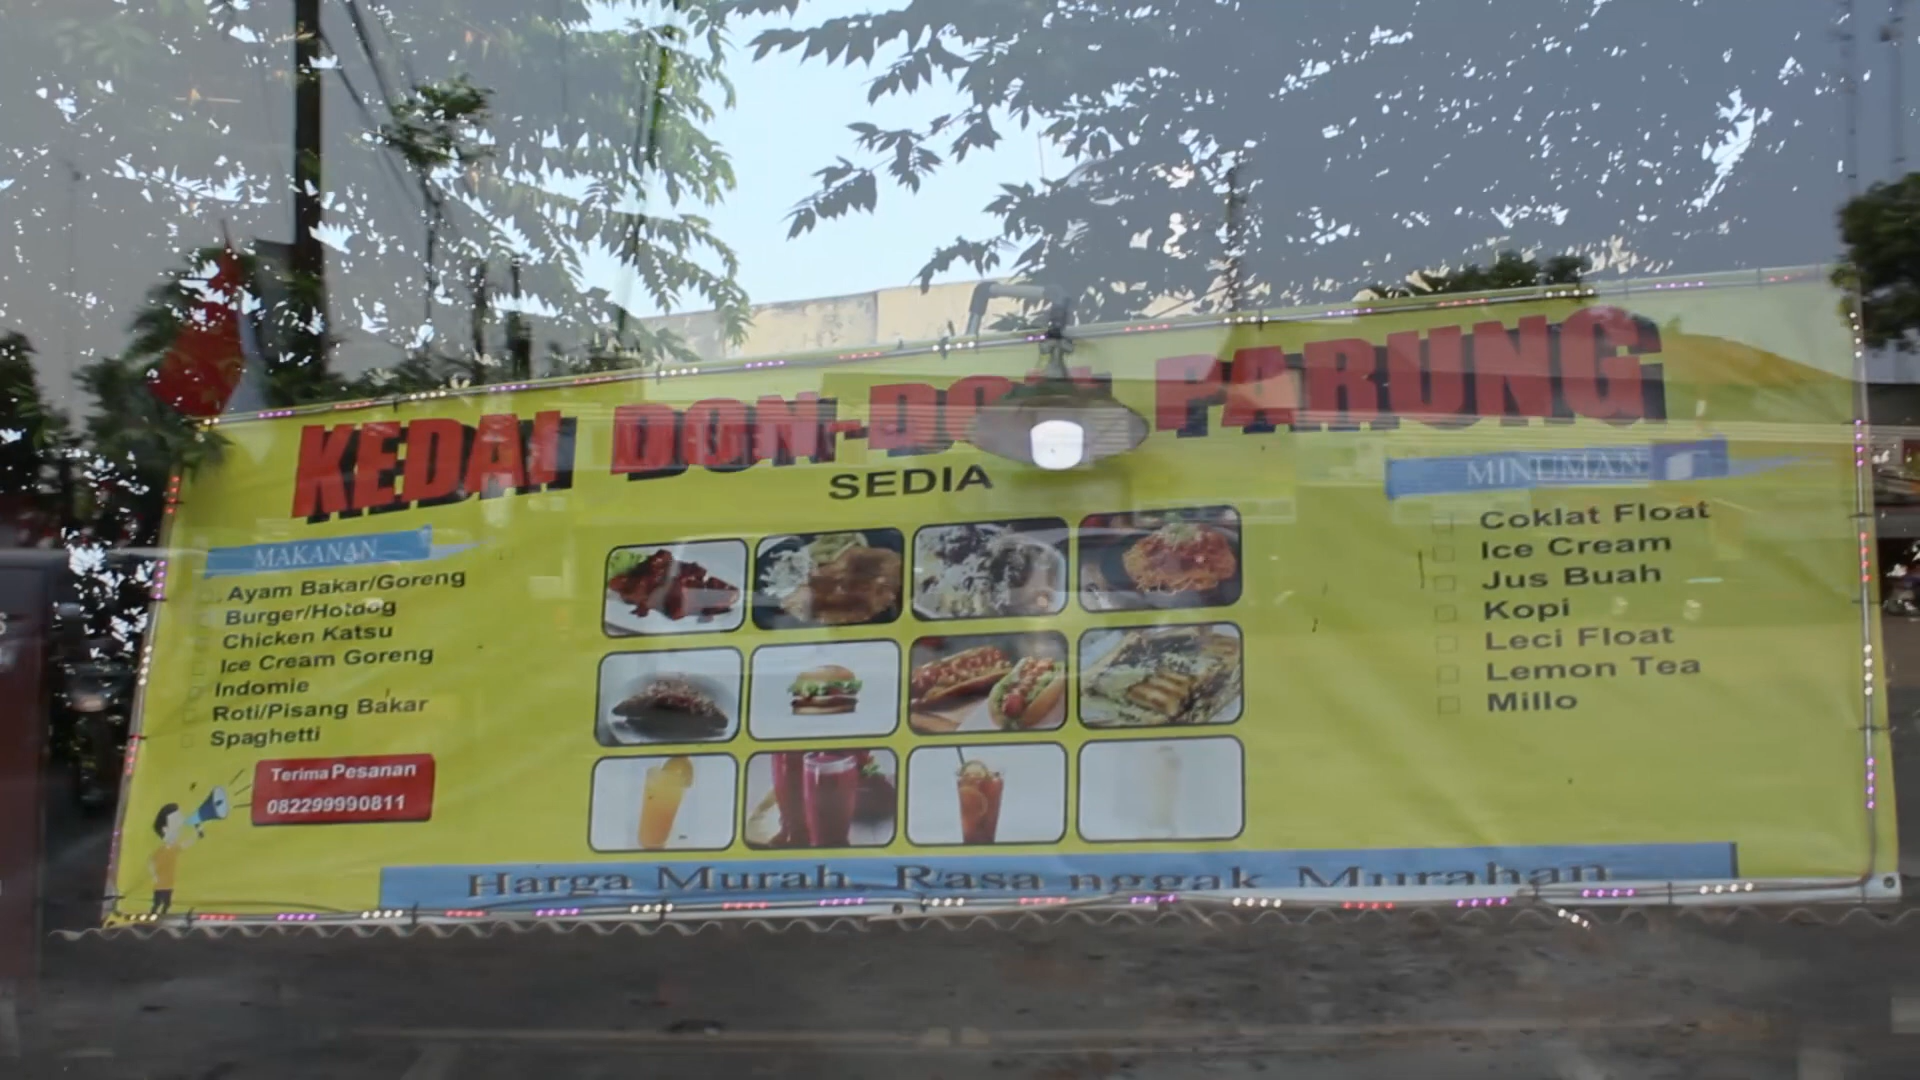 KEDAI DON-DON PARUNG
SEDIA
MAKANAN
Ayam Bakar/Goreng
Burger/Hotdog
Chicken Katsu
Ice Cream Goreng
Indomie
Roti/Pisang Bakar
Spaghetti
Terima Pesanan
082299990811
MINUMAN
Coklat Float
Ice Cream
Jus Buah
Kopi
Leci Float
Lemon Tea
Millo
Harga Murah, Rasa nggak Murahan